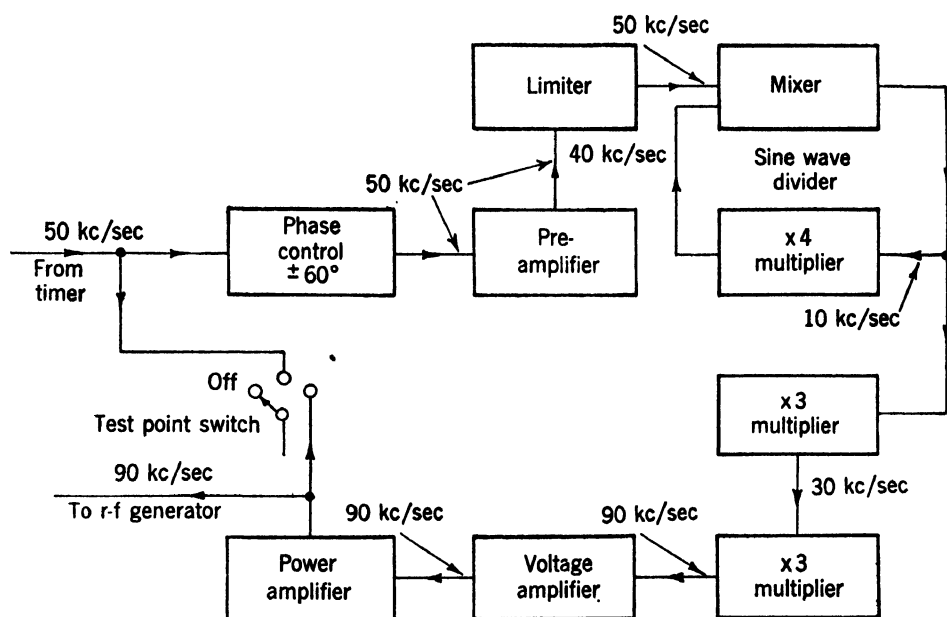 50 kc/sec
Limiter
Mixer
40 kc/sec
Sine wave
divider
50 kc/sec
50 kc/sec
From
timer
Phase
control
± 60°
Pre-
amplifier
x4
multiplier
10 kc/sec
Off
Test point switch
x3
multiplier
90 kc/sec
To r-f generator
30 kc/sec
90 kc/sec
90 kc/sec
Power
amplifier
Voltage
amplifier
x3
multiplier